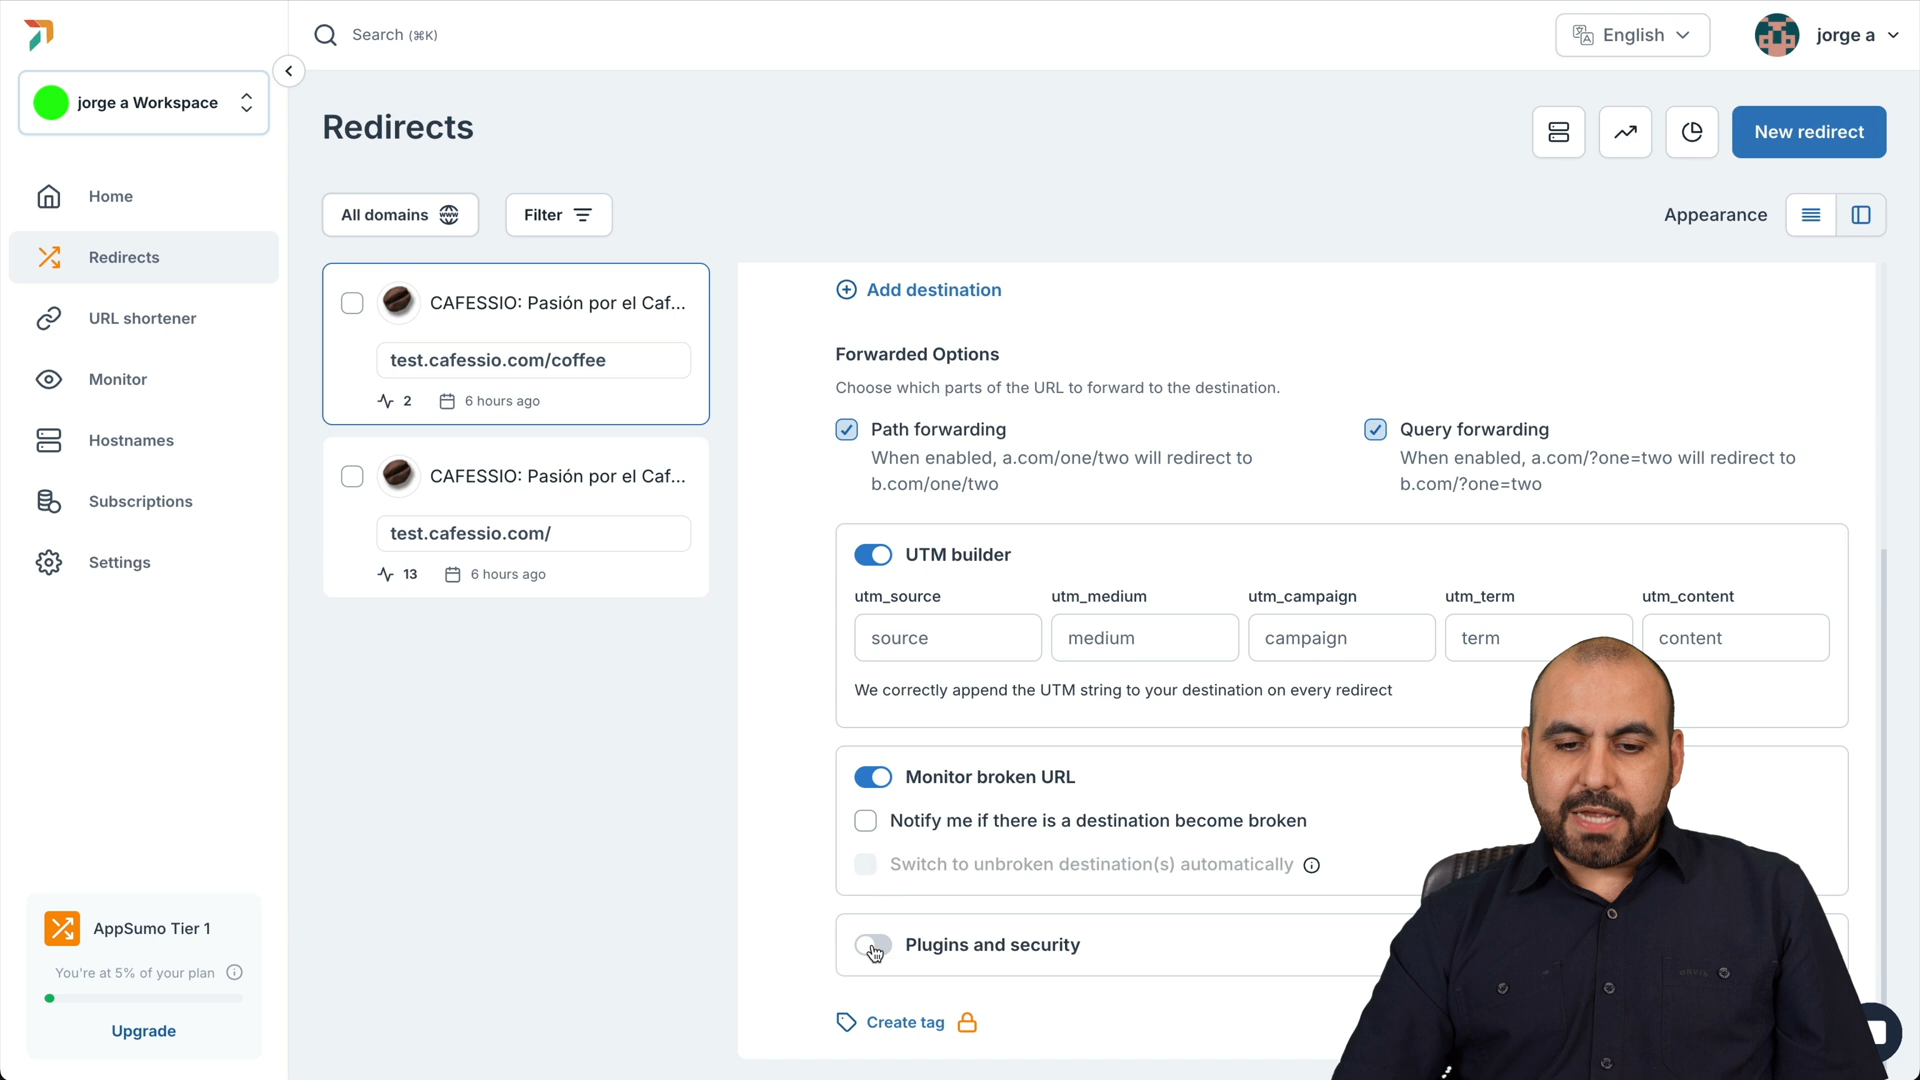 Search (⌘K)
English
jorge a
jorge a Workspace
Home
Redirects
URL shortener
Monitor
Hostnames
Subscriptions
Settings
AppSumo Tier 1
You're at 5% of your plan
Upgrade
Redirects
New redirect
All domains
Filter
Appearance
CAFESSIO: Pasión por el Caf...
test.cafessio.com/coffee
2
6 hours ago
CAFESSIO: Pasión por el Caf...
test.cafessio.com/
13
6 hours ago
Add destination
Forwarded Options
Choose which parts of the URL to forward to the destination.
Path forwarding
When enabled, a.com/one/two will redirect to
b.com/one/two
Query forwarding
When enabled, a.com/?one=two will redirect to
b.com/?one=two
UTM builder
utm_source utm_medium utm_campaign utm_term utm_content
source medium campaign term content
We correctly append the UTM string to your destination on every redirect
Monitor broken URL
Notify me if there is a destination become broken
Switch to unbroken destination(s) automatically
Plugins and security
Create tag